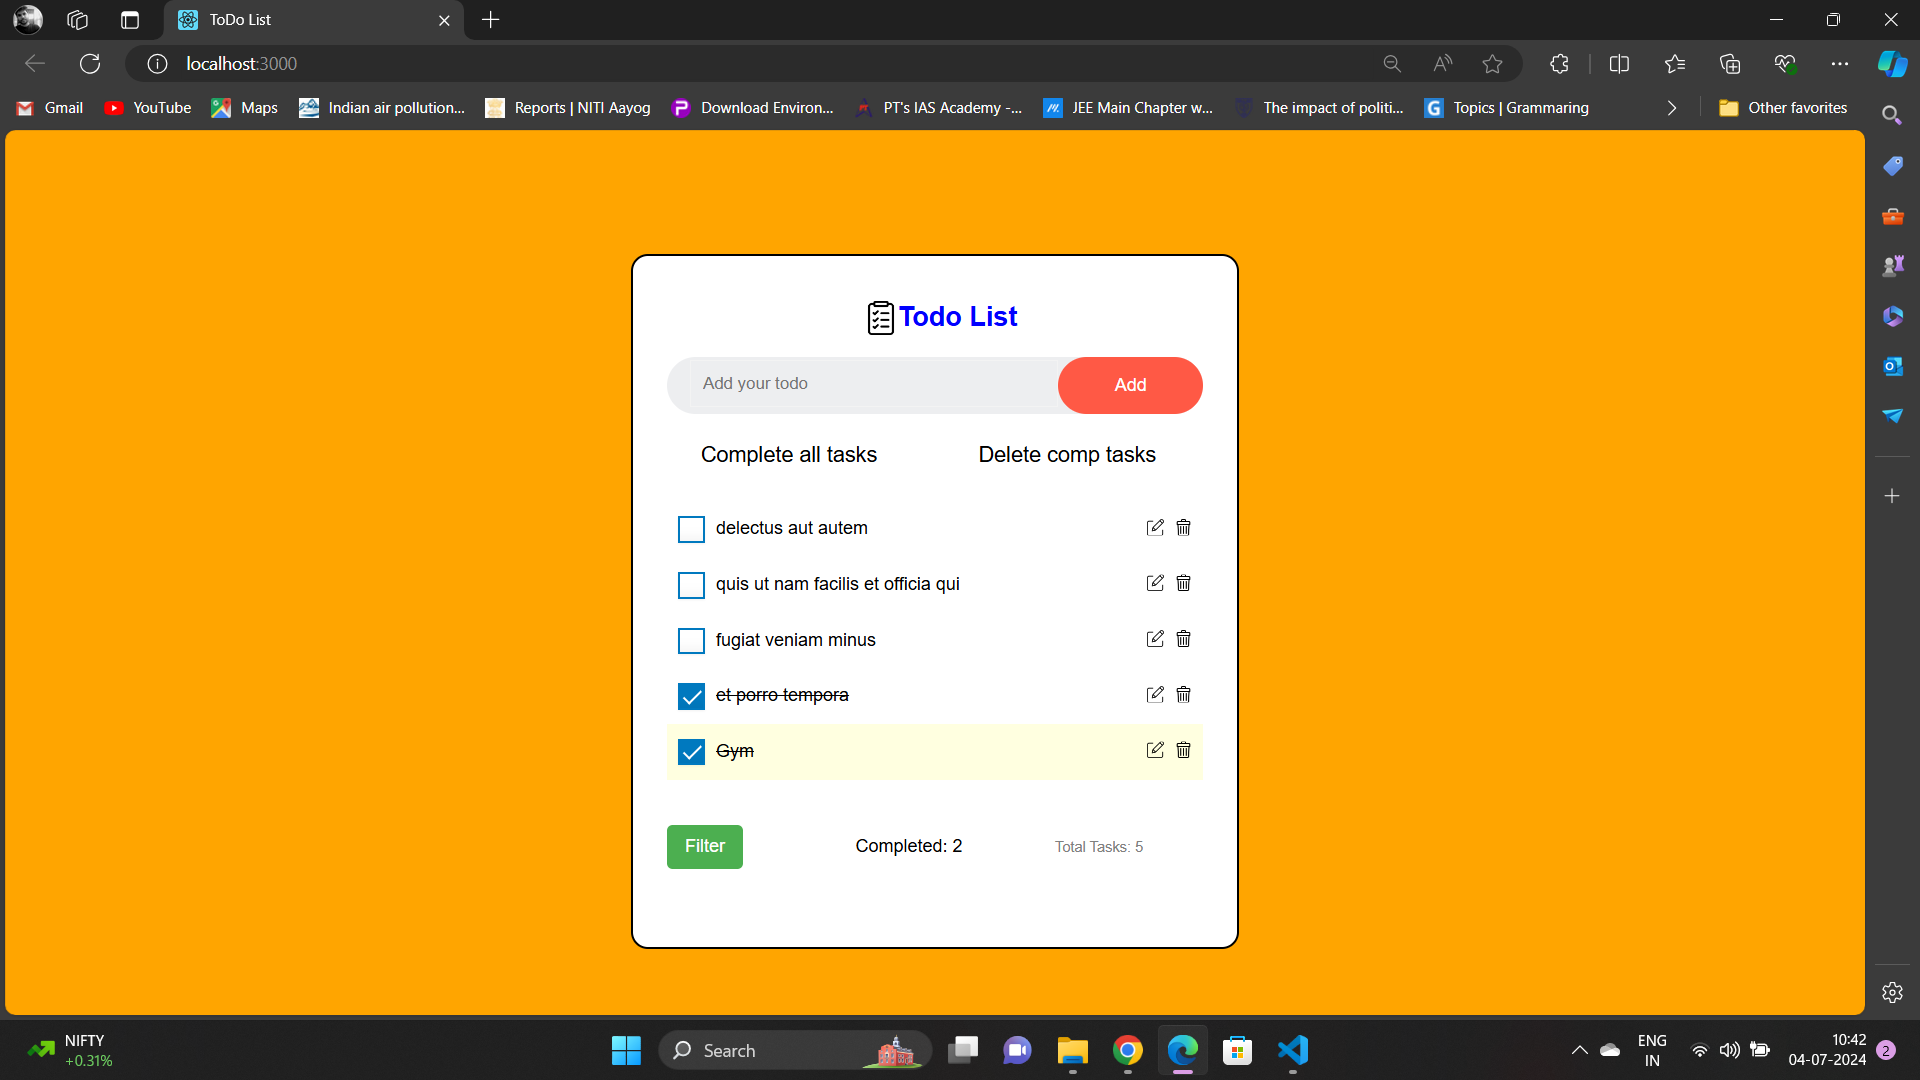 ToDo List
localhost:3000
Gmail
YouTube
Maps
Indian air pollution...
Reports | NITI Aayog
Download Environ...
PT's IAS Academy -...
JEE Main Chapter w...
The impact of politi...
Topics | Grammaring
Other favorites
Todo List
Add your todo
Add
Complete all tasks
Delete comp tasks
delectus aut autem
quis ut nam facilis et officia qui
fugiat veniam minus
et porro tempora
Gym
Filter
Completed: 2
Total Tasks: 5
NIFTY
+0.31%
Search
ENG
IN
10:42
04-07-2024
2